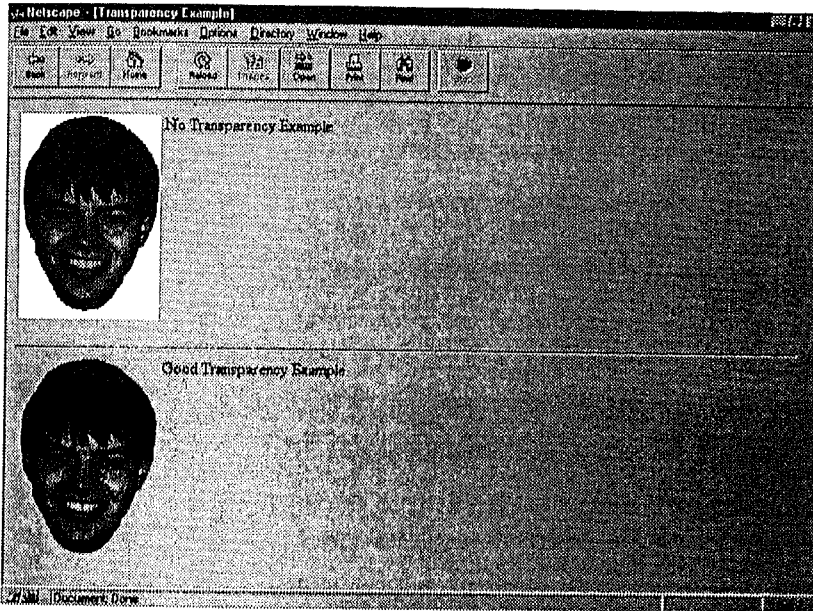 Netscape - [Transparency Example]
File Edit View Go Bookmarks Options Directory Window Help
Back Forward Home Reload Images Open Print Find
No Transparency Example
Good Transparency Example
Document: Done